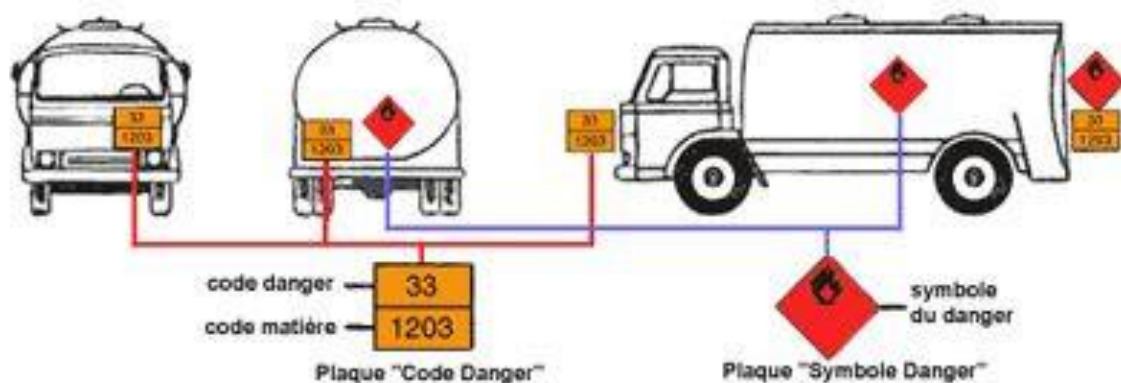 33
1203
33
1203
33
1203
33
1203
code danger
33
code matière
1203
Plaque "Code Danger"
symbole
du danger
Plaque "Symbole Danger"